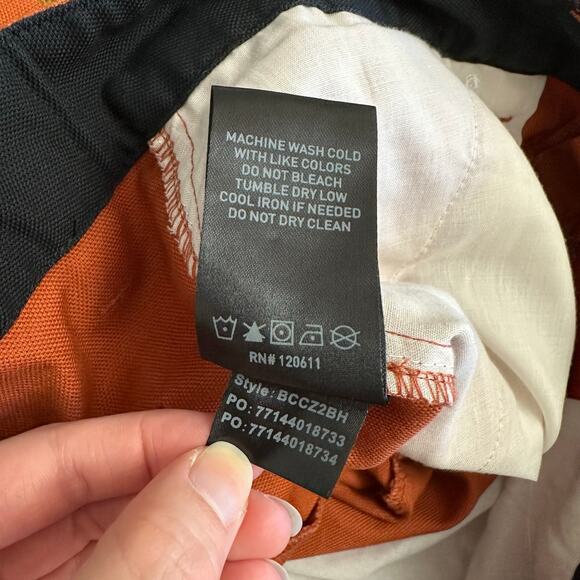 MACHINE WASH COLD
WITH LIKE COLORS
DO NOT BLEACH
TUMBLE DRY LOW
COOL IRON IF NEEDED
DO NOT DRY CLEAN
RN# 120611
Style: BCCZ2BH
PO: 77144018733
PO: 77144018734